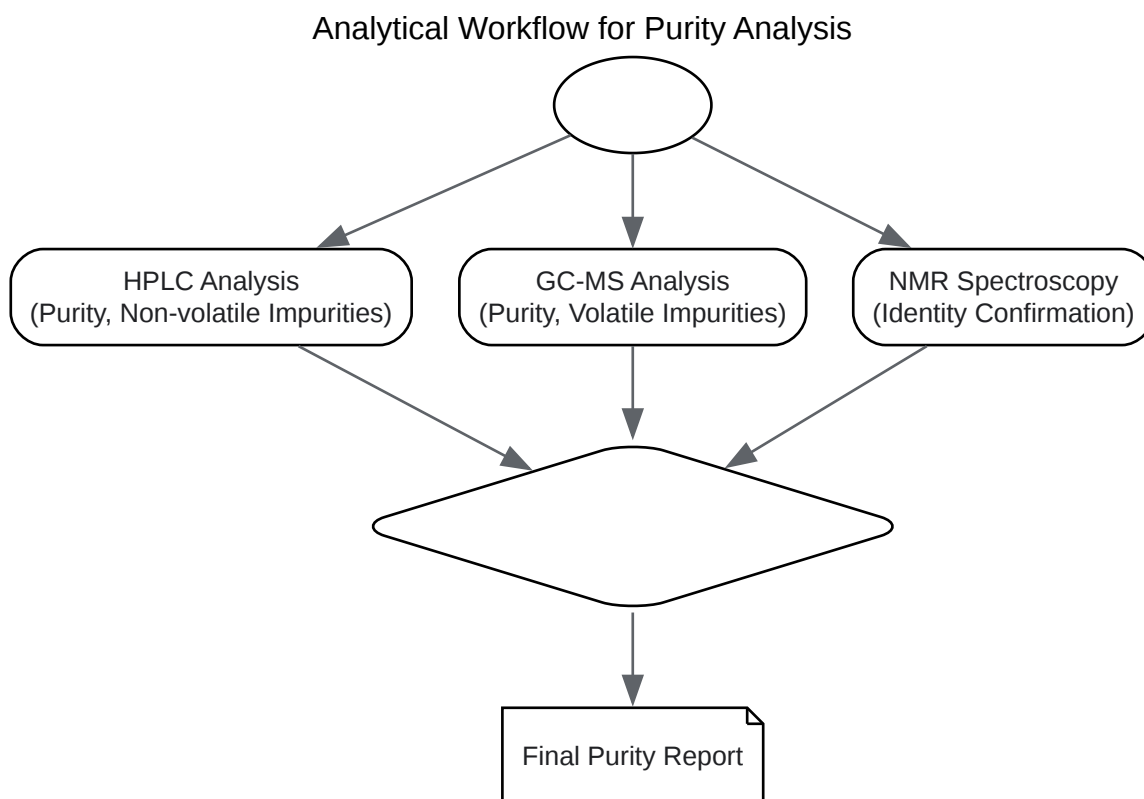 Analytical Workflow for Purity Analysis
HPLC Analysis
(Purity, Non-volatile Impurities)
GC-MS Analysis
(Purity, Volatile Impurities)
NMR Spectroscopy
(Identity Confirmation)
Final Purity Report